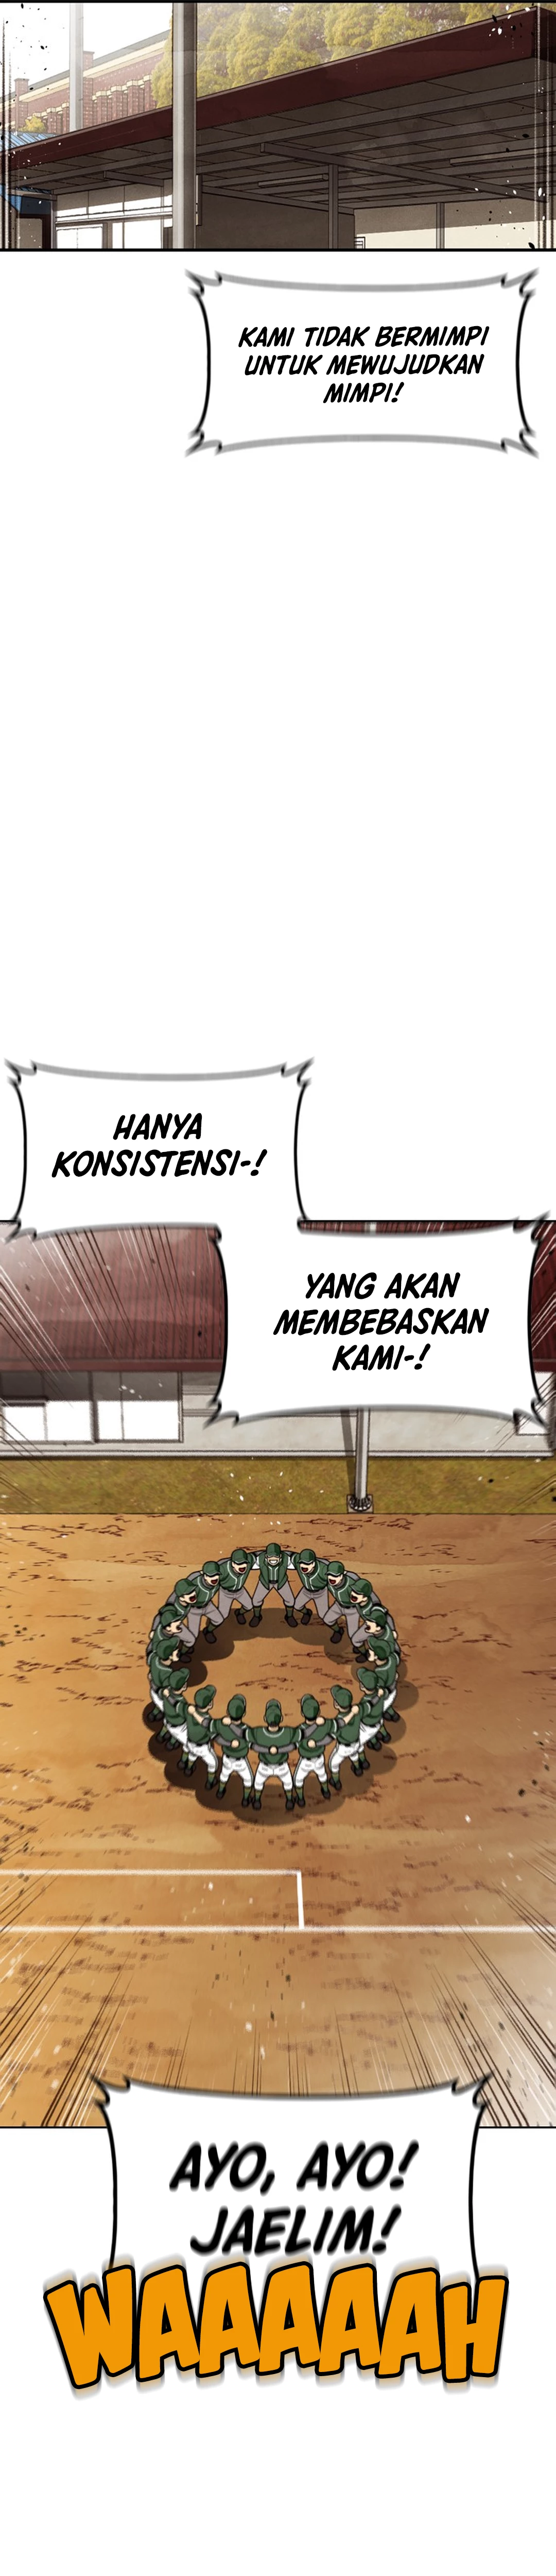 KAMI TIDAK BERMIMPI
UNTUK MEWUJUDKAN
MIMPI!
HANYA
KONSISTENSI-!
YANG AKAN
MEMBEBASKAN
KAMI-!
AYO, AYO!
JAELIM!
WAAAAAH